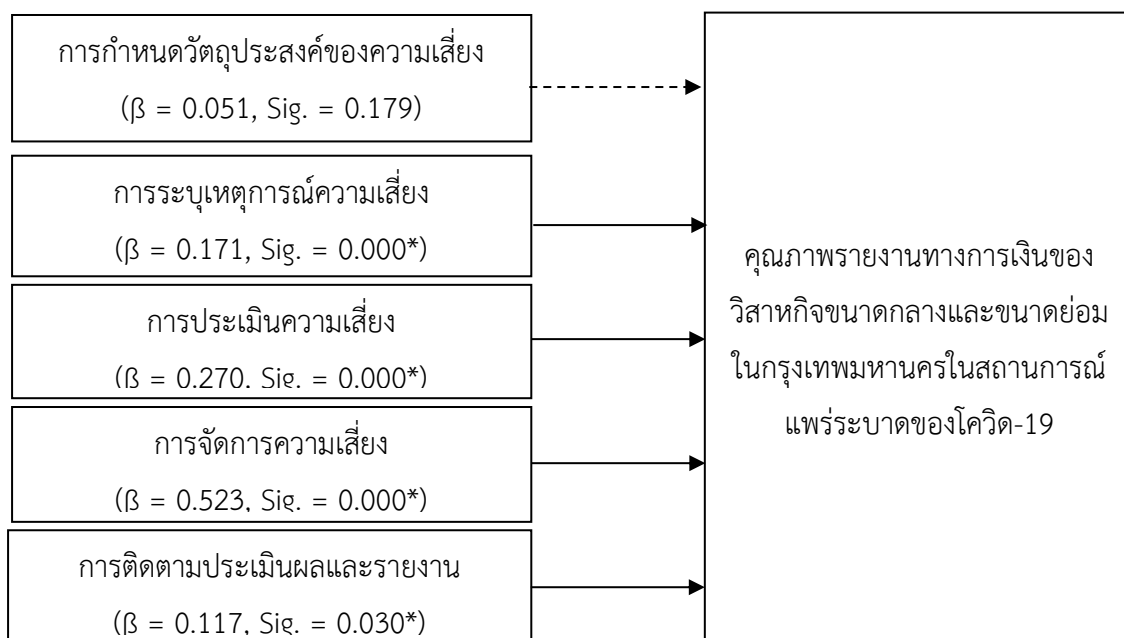 การกำหนดวัตถุประสงค์ของความเสี่ยง
(β = 0.051, Sig. = 0.179)
การระบุเหตุการณ์ความเสี่ยง
(β = 0.171, Sig. = 0.000*)
การประเมินความเสี่ยง
(β = 0.270, Sig. = 0.000*)
การจัดการความเสี่ยง
(β = 0.523, Sig. = 0.000*)
การติดตามประเมินผลและรายงาน
(β = 0.117, Sig. = 0.030*)
คุณภาพรายงานทางการเงินของ
วิสาหกิจขนาดกลางและขนาดย่อม
ในกรุงเทพมหานครในสถานการณ์
แพร่ระบาดของโควิด-19